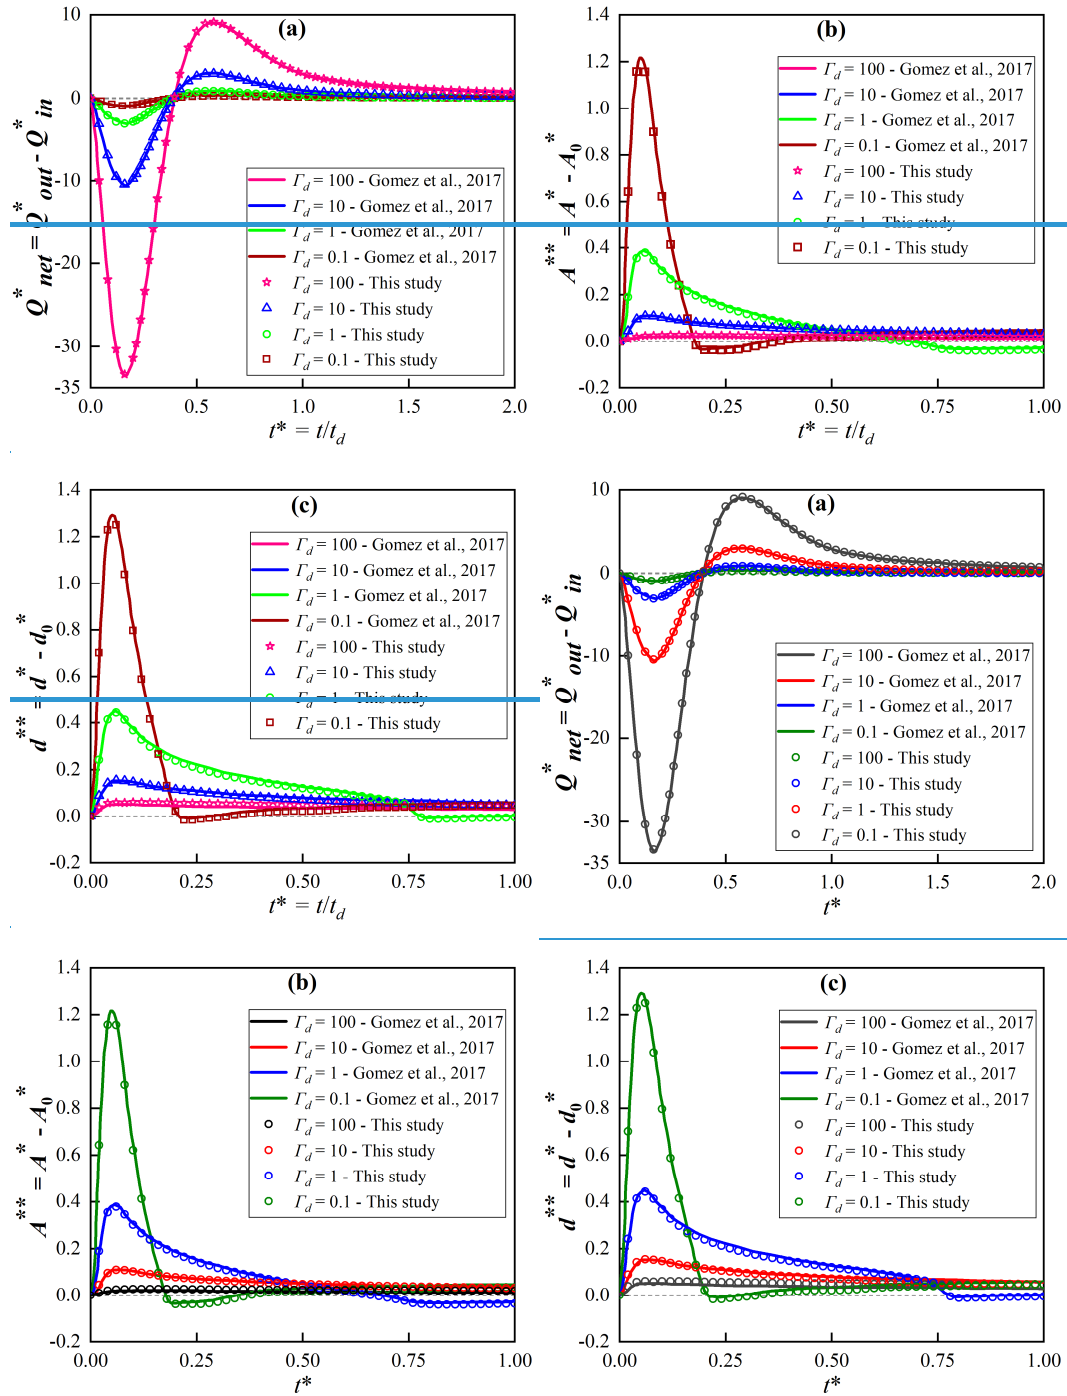 (a)
10
0
-10
-20
-30
-35
0.0
0.5
1.0
1.5
2.0
Q*net = Q*out - Q*in
t* = t/td
Γd = 100 - Gomez et al., 2017
Γd = 10 - Gomez et al., 2017
Γd = 1 - Gomez et al., 2017
Γd = 0.1 - Gomez et al., 2017
Γd = 100 - This study
Γd = 10 - This study
Γd = 1 - This study
Γd = 0.1 - This study
(b)
1.4
1.2
1.0
0.8
0.6
0.4
0.2
0.0
-0.2
0.00
0.25
0.50
0.75
1.00
A** = A* - A0*
t* = t/td
Γd = 100 - Gomez et al., 2017
Γd = 10 - Gomez et al., 2017
Γd = 1 - Gomez et al., 2017
Γd = 0.1 - Gomez et al., 2017
Γd = 100 - This study
Γd = 10 - This study
Γd = 1 - This study
Γd = 0.1 - This study
(c)
1.4
1.2
1.0
0.8
0.6
0.4
0.2
0.0
-0.2
0.00
0.25
0.50
0.75
1.00
d** = d* - d0*
t* = t/td
Γd = 100 - Gomez et al., 2017
Γd = 10 - Gomez et al., 2017
Γd = 1 - Gomez et al., 2017
Γd = 0.1 - Gomez et al., 2017
Γd = 100 - This study
Γd = 10 - This study
Γd = 1 - This study
Γd = 0.1 - This study
(a)
10
0
-10
-20
-30
-35
0.0
0.5
1.0
1.5
2.0
Q*net = Q*out - Q*in
t*
Γd = 100 - Gomez et al., 2017
Γd = 10 - Gomez et al., 2017
Γd = 1 - Gomez et al., 2017
Γd = 0.1 - Gomez et al., 2017
Γd = 100 - This study
Γd = 10 - This study
Γd = 1 - This study
Γd = 0.1 - This study
(b)
1.4
1.2
1.0
0.8
0.6
0.4
0.2
0.0
-0.2
0.00
0.25
0.50
0.75
1.00
A** = A* - A0*
t*
Γd = 100 - Gomez et al., 2017
Γd = 10 - Gomez et al., 2017
Γd = 1 - Gomez et al., 2017
Γd = 0.1 - Gomez et al., 2017
Γd = 100 - This study
Γd = 10 - This study
Γd = 1 - This study
Γd = 0.1 - This study
(c)
1.4
1.2
1.0
0.8
0.6
0.4
0.2
0.0
-0.2
0.00
0.25
0.50
0.75
1.00
d** = d* - d0*
t*
Γd = 100 - Gomez et al., 2017
Γd = 10 - Gomez et al., 2017
Γd = 1 - Gomez et al., 2017
Γd = 0.1 - Gomez et al., 2017
Γd = 100 - This study
Γd = 10 - This study
Γd = 1 - This study
Γd = 0.1 - This study